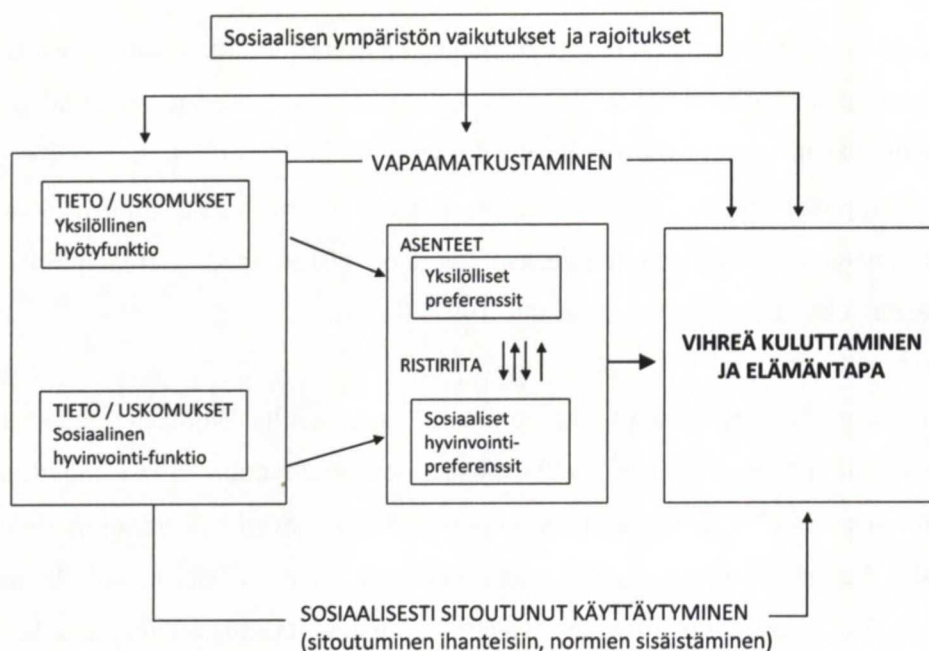 Sosiaalisen ympäristön vaikutukset ja rajoitukset
VAPAAMATKUSTAMINEN
TIETO / USKOMUKSET
Yksilöllinen
hyötyfunktio
ASENTEET
Yksilölliset
preferenssit
RISTIRIITA
Sosiaaliset
hyvinvointi-
preferenssit
TIETO / USKOMUKSET
Sosiaalinen
hyvinvointi-funktio
VIHREÄ KULUTTAMINEN
JA ELÄMÄNTAPA
SOSIAALISESTI SITOUTUNUT KÄYTTÄYTYMINEN
(sitoutuminen ihanteisiin, normien sisäistäminen)